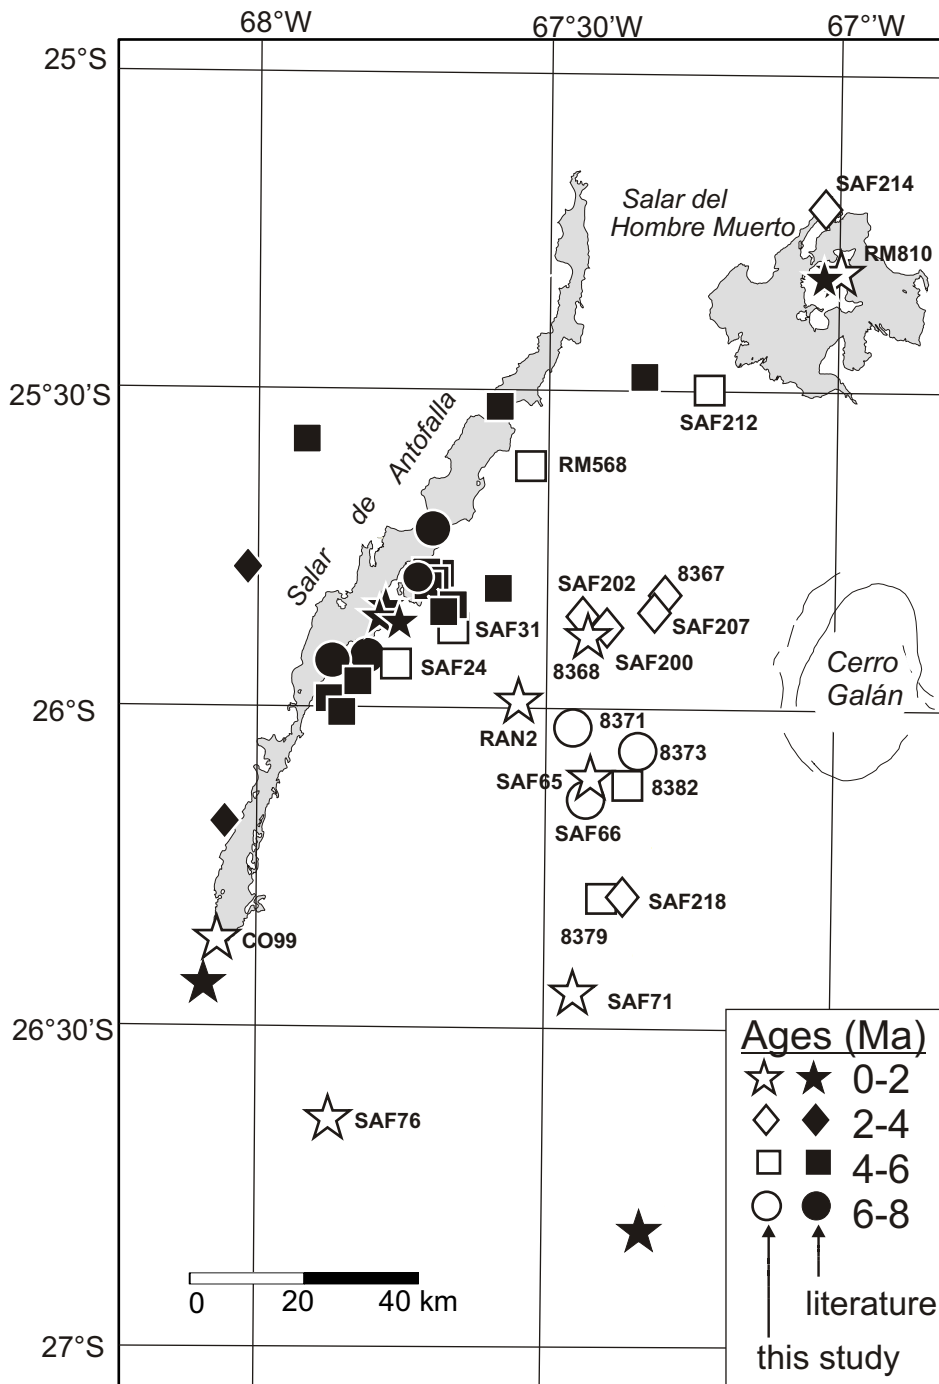 68°W
67°30'W
67°'W
25°S
SAF214
Salar del
Hombre Muerto
RM810
25°30'S
SAF212
Salar de Antofalla
RM568
SAF202
8367
SAF31
SAF207
SAF24
8368
SAF200
Cerro
Galán
26°S
RAN2
8371
8373
SAF65
8382
SAF66
SAF218
8379
CO99
SAF71
26°30'S
SAF76
Ages (Ma)
0-2
2-4
4-6
6-8
literature
this study
0 20 40 km
27°S